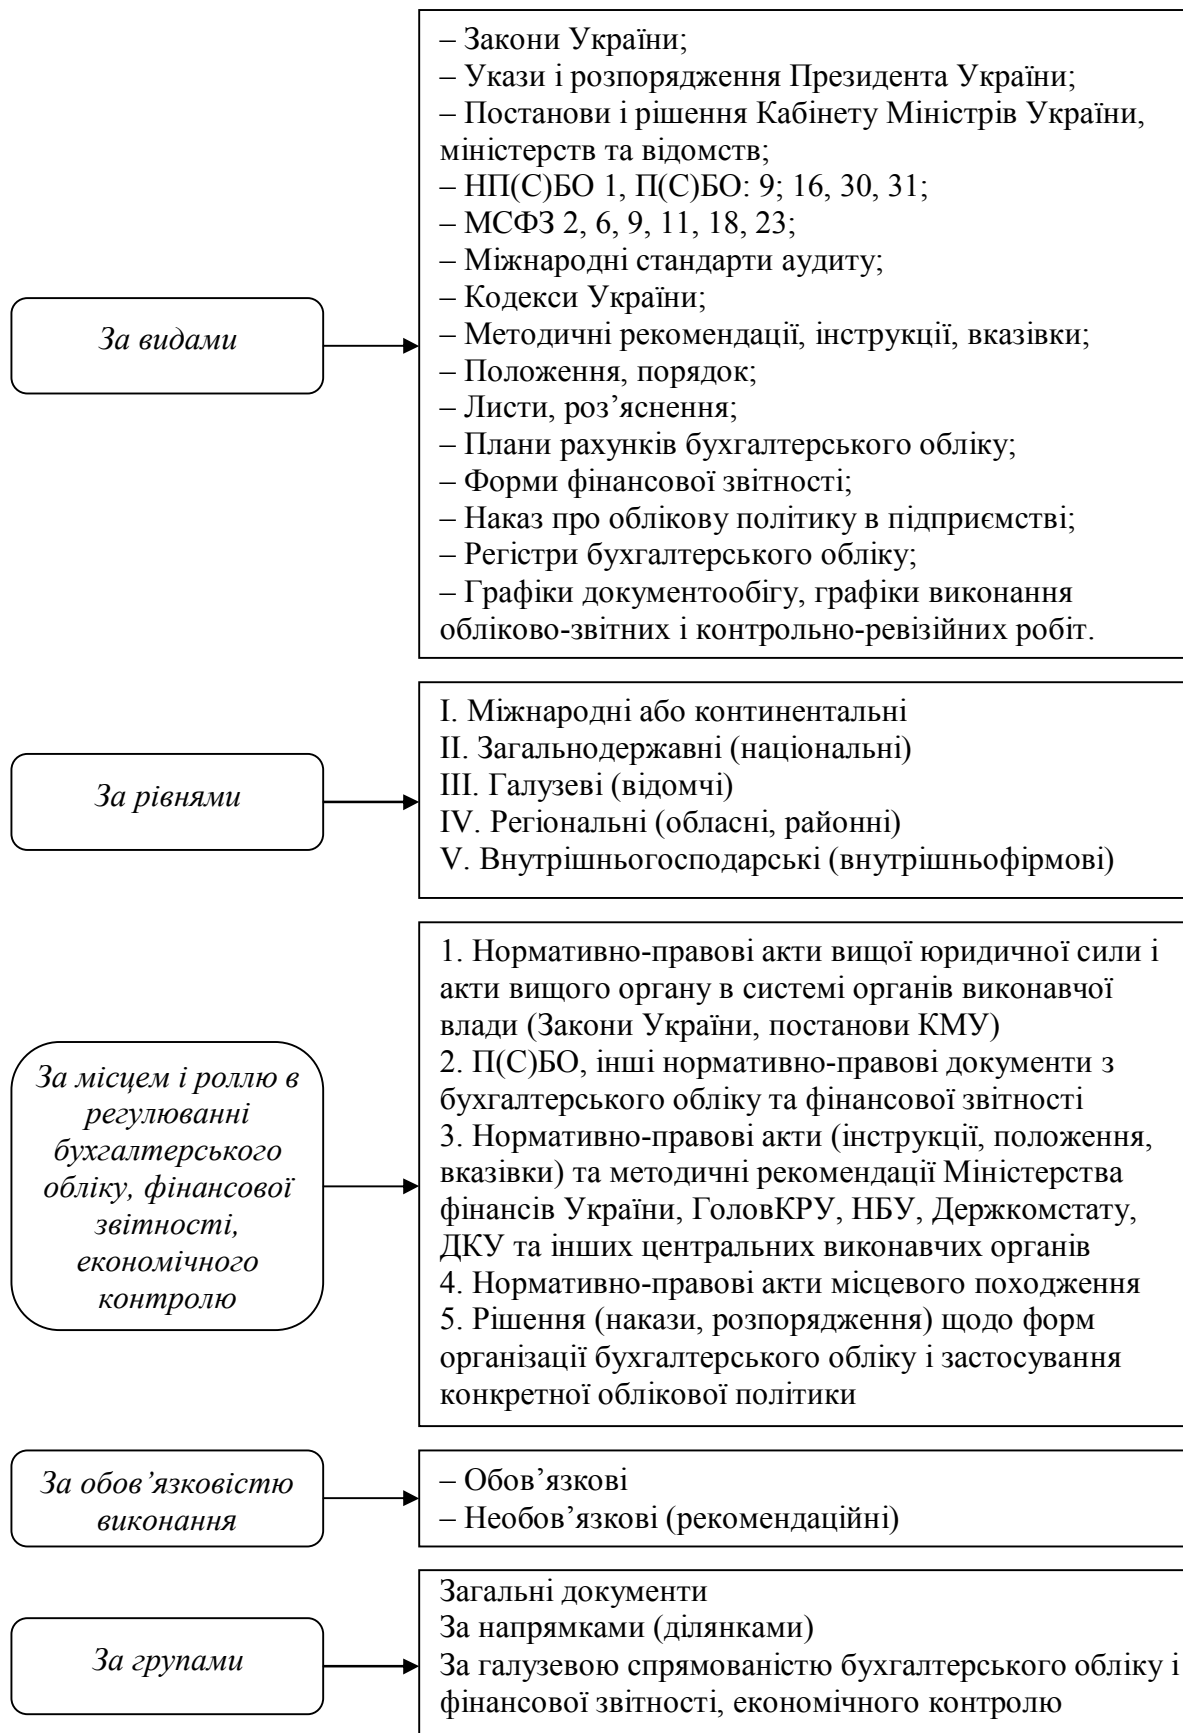 За видами
– Закони України;
– Укази і розпорядження Президента України;
– Постанови і рішення Кабінету Міністрів України,
міністерств та відомств;
– НП(С)БО 1, П(С)БО: 9; 16, 30, 31;
– МСФЗ 2, 6, 9, 11, 18, 23;
– Міжнародні стандарти аудиту;
– Кодекси України;
– Методичні рекомендації, інструкції, вказівки;
– Положення, порядок;
– Листи, роз’яснення;
– Плани рахунків бухгалтерського обліку;
– Форми фінансової звітності;
– Наказ про облікову політику в підприємстві;
– Регістри бухгалтерського обліку;
– Графіки документообігу, графіки виконання
обліково-звітних і контрольно-ревізійних робіт.
За рівнями
I. Міжнародні або континентальні
II. Загальнодержавні (національні)
III. Галузеві (відомчі)
IV. Регіональні (обласні, районні)
V. Внутрішньогосподарські (внутрішньофірмові)
За місцем і роллю в
регулюванні
бухгалтерського
обліку, фінансової
звітності,
економічного
контролю
1. Нормативно-правові акти вищої юридичної сили і
акти вищого органу в системі органів виконавчої
влади (Закони України, постанови КМУ)
2. П(С)БО, інші нормативно-правові документи з
бухгалтерського обліку та фінансової звітності
3. Нормативно-правові акти (інструкції, положення,
вказівки) та методичні рекомендації Міністерства
фінансів України, ГоловКРУ, НБУ, Держкомстату,
ДКУ та інших центральних виконавчих органів
4. Нормативно-правові акти місцевого походження
5. Рішення (накази, розпорядження) щодо форм
організації бухгалтерського обліку і застосування
конкретної облікової політики
За обов’язковістю
виконання
– Обов’язкові
– Необов’язкові (рекомендаційні)
За групами
Загальні документи
За напрямками (ділянками)
За галузевою спрямованістю бухгалтерського обліку і
фінансової звітності, економічного контролю